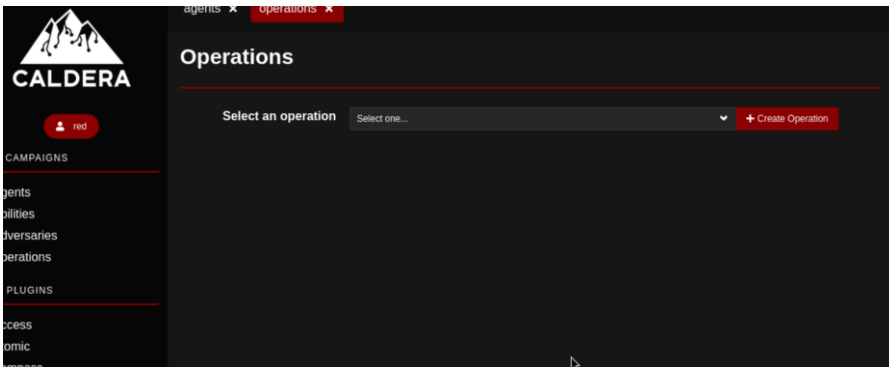 agents ×
operations ×
CALDERA
Operations
Select an operation
Select one...
+ Create Operation
red
CAMPAIGNS
gents
bilities
dversaries
perations
PLUGINS
ccess
tomic